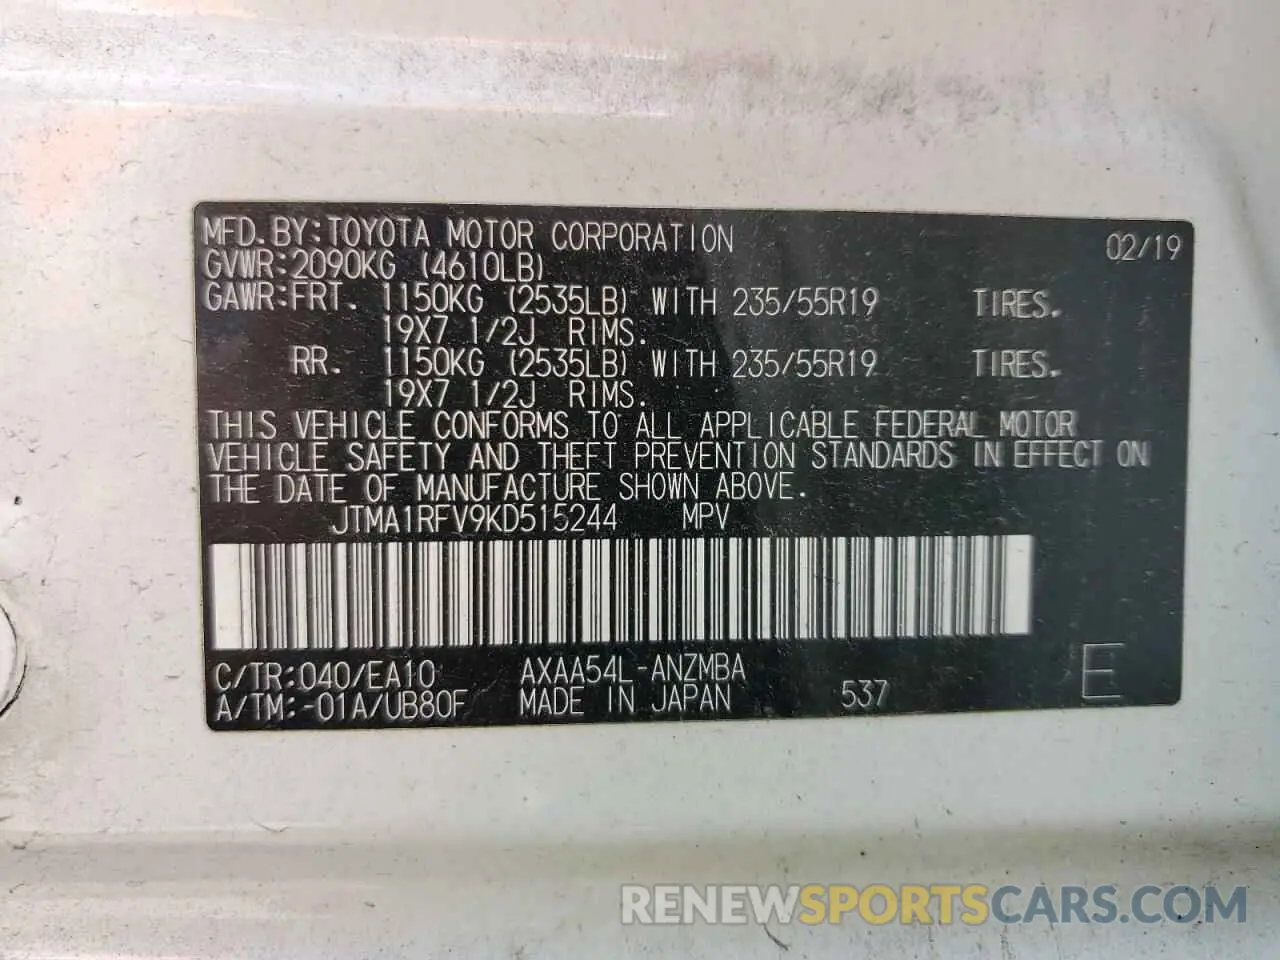 MFD. BY: TOYOTA MOTOR CORPORATION 02/19
GVWR: 2090KG (4610LB)
GAWR: FRT. 1150KG (2535LB) WITH 235/55R19 TIRES.
19X7 1/2J RIMS.
RR. 1150KG (2535LB) WITH 235/55R19 TIRES.
19X7 1/2J RIMS.
THIS VEHICLE CONFORMS TO ALL APPLICABLE FEDERAL MOTOR
VEHICLE SAFETY AND THEFT PREVENTION STANDARDS IN EFFECT ON
THE DATE OF MANUFACTURE SHOWN ABOVE.
JTMA1RFV9KD515244 MPV
C/TR: 040/EA10 AXAA54L-ANZMBA E
A/TM: -01A/UB80F MADE IN JAPAN 537
RENEWSPORTSCARS.COM